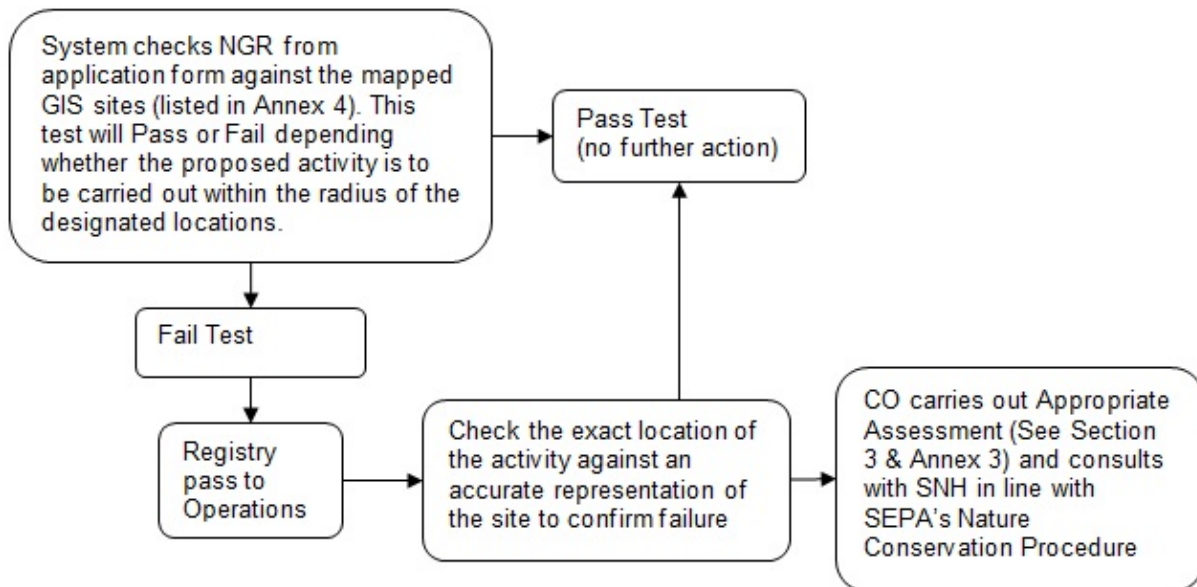 System checks NGR from
application form against the mapped
GIS sites (listed in Annex 4). This
test will Pass or Fail depending
whether the proposed activity is to
be carried out within the radius of the
designated locations.
Pass Test
(no further action)
Fail Test
Registry
pass to
Operations
Check the exact location of
the activity against an
accurate representation of
the site to confirm failure
CO carries out Appropriate
Assessment (See Section
3 & Annex 3) and consults
with SNH in line with
SEPA's Nature
Conservation Procedure